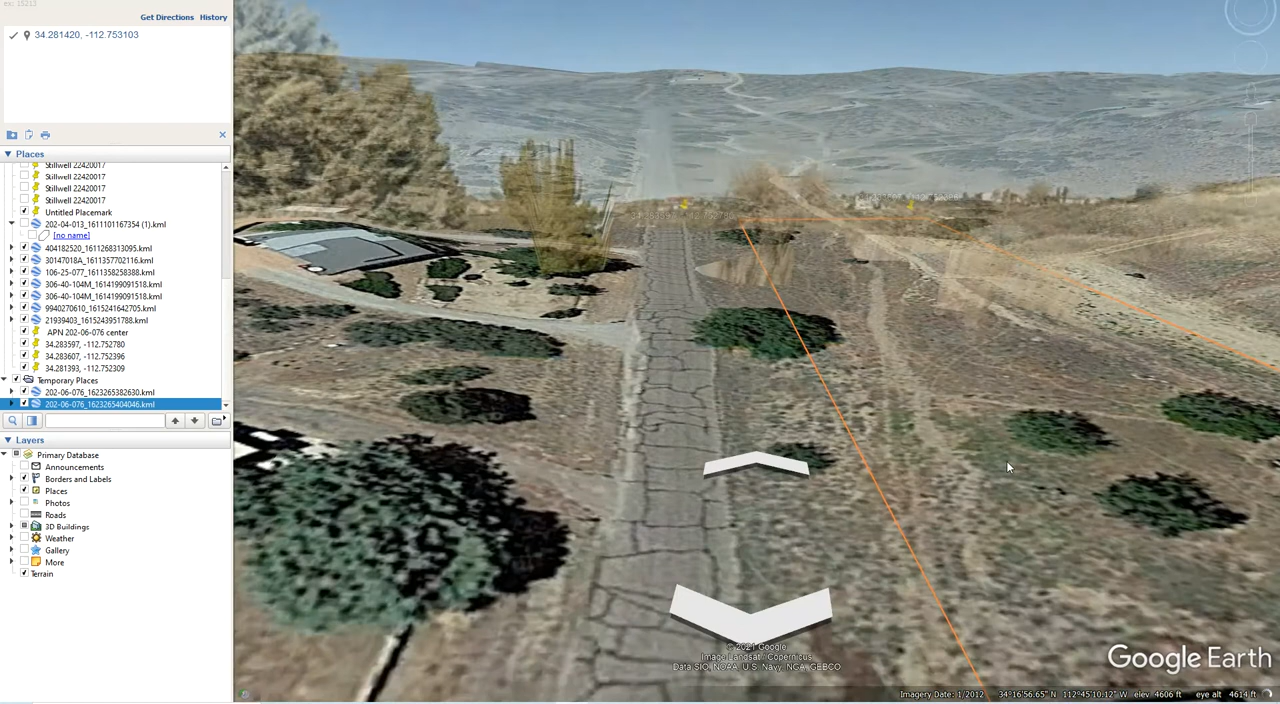 ex: 15213
Get Directions History
34.281420, -112.753103
Places
Stillwell 22420017
Stillwell 22420017
Stillwell 22420017
Stillwell 22420017
Untitled Placemark
202-04-013_1611101167354 (1).kml
[no name]
404182520_1611268313095.kml
30147018A_1611357702116.kml
106-25-077_1611358258388.kml
306-40-104M_1614199091518.kml
306-40-104M_1614199091518.kml
9940270610_1615241642705.kml
21939403_1615243951788.kml
APN 202-06-076 center
34.283597, -112.752780
34.283607, -112.752396
34.281393, -112.752309
Temporary Places
202-06-076_1623265382630.kml
202-06-076_1623265404046.kml
Layers
Primary Database
Announcements
Borders and Labels
Places
Photos
Roads
3D Buildings
Weather
Gallery
More
Terrain
© 2021 Google
Image Landsat / Copernicus
Data SIO, NOAA, U.S. Navy, NGA, GEBCO
Google Earth
Imagery Date: 1/2012 34°16'56.65" N 112°45'10.12" W elev 4606 ft eye alt 4614 ft